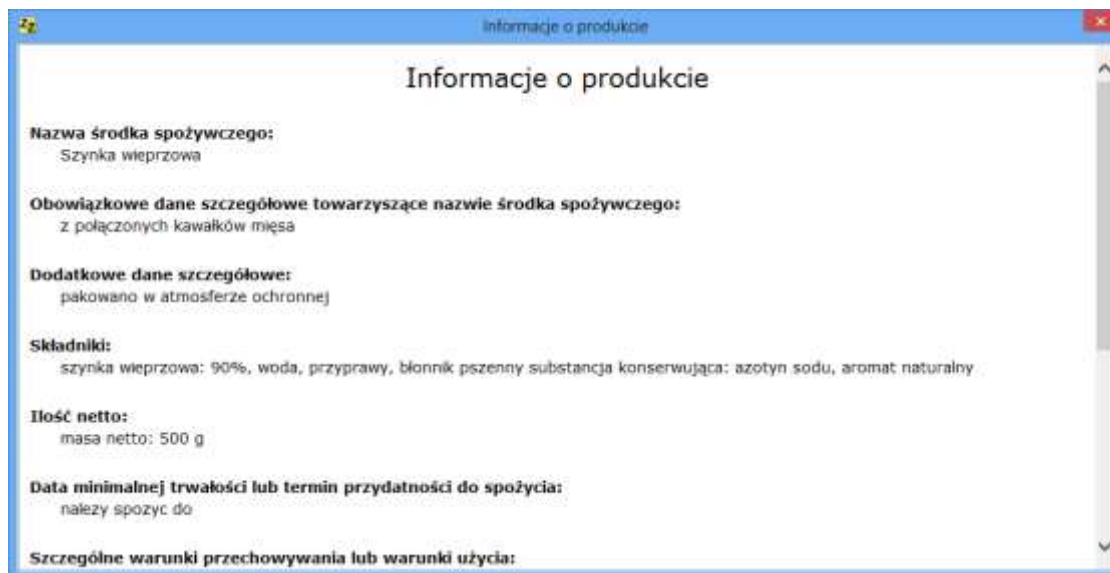 Informacje o produkcie
Informacje o produkcie
Nazwa środka spożywczego:
Szynka wieprzowa
Obowiązkowe dane szczegółowe towarzyszące nazwie środka spożywczego:
z połączonych kawałków mięsa
Dodatkowe dane szczegółowe:
pakowano w atmosferze ochronnej
Składniki:
szynka wieprzowa: 90%, woda, przyprawy, błonnik pszenny substancja konserwująca: azotyn sodu, aromat naturalny
Ilość netto:
masa netto: 500 g
Data minimalnej trwałości lub termin przydatności do spożycia:
nalezy spozyc do
Szczególne warunki przechowywania lub warunki użycia: